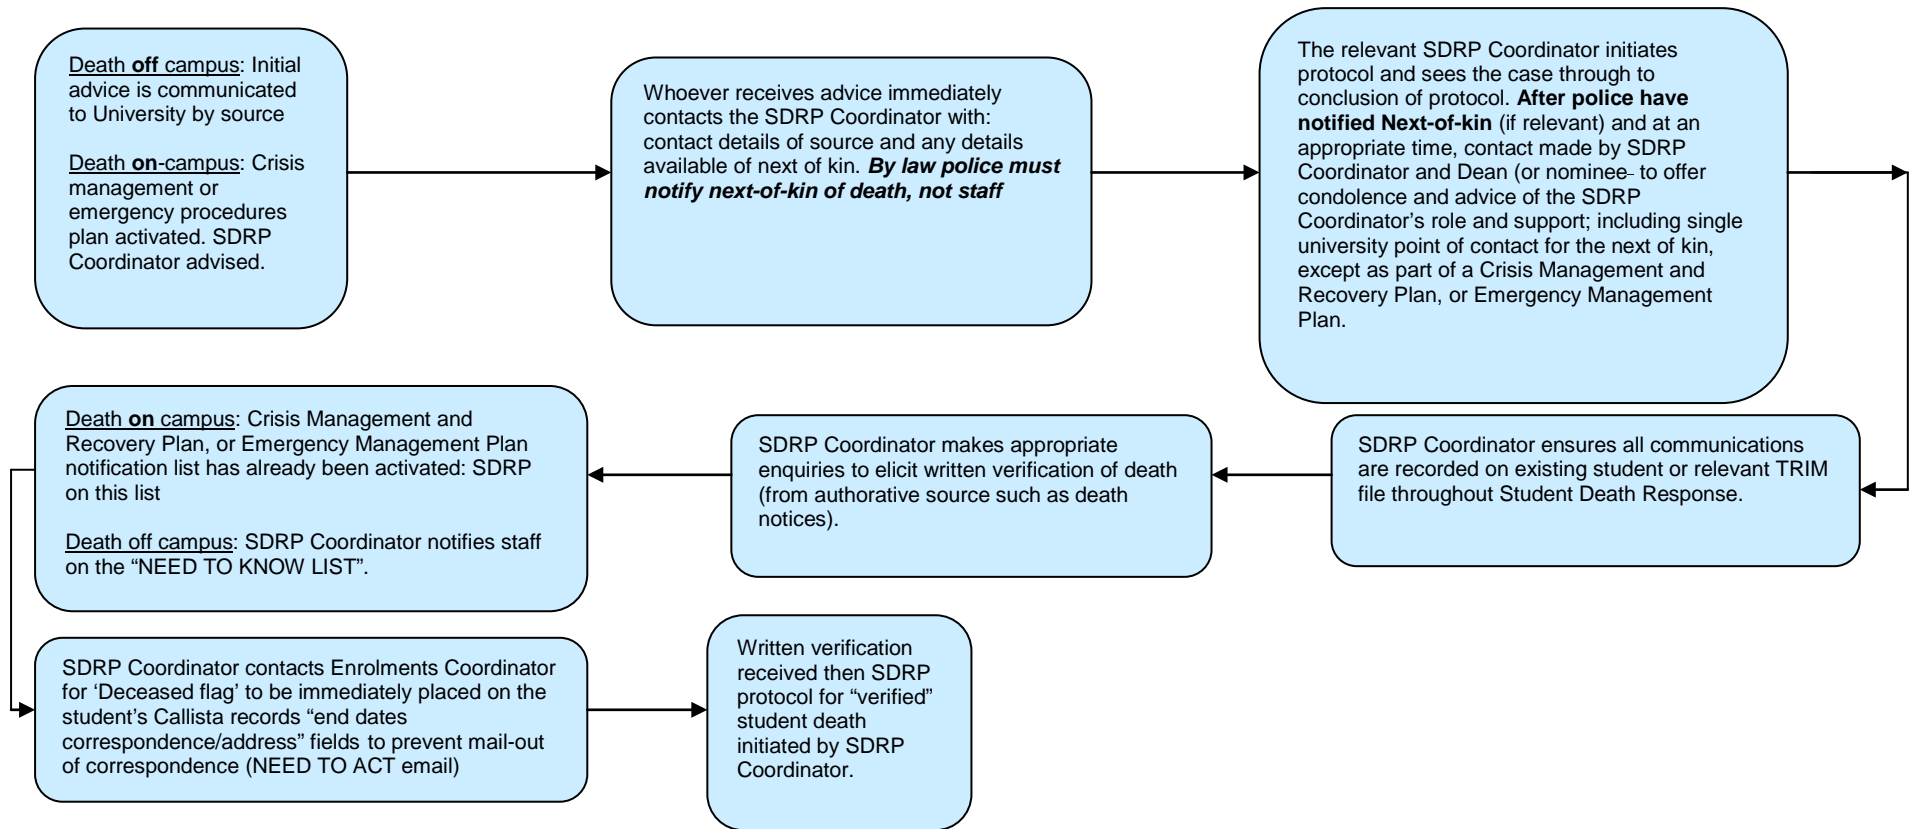 Death off campus: Initial
advice is communicated
to University by source
Death on-campus: Crisis
management or
emergency procedures
plan activated. SDRP
Coordinator advised.
Whoever receives advice immediately
contacts the SDRP Coordinator with:
contact details of source and any details
available of next of kin. By law police must
notify next-of-kin of death, not staff
The relevant SDRP Coordinator initiates
protocol and sees the case through to
conclusion of protocol. After police have
notified Next-of-kin (if relevant) and at an
appropriate time, contact made by SDRP
Coordinator and Dean (or nominee- to offer
condolence and advice of the SDRP
Coordinator’s role and support; including single
university point of contact for the next of kin,
except as part of a Crisis Management and
Recovery Plan, or Emergency Management
Plan.
SDRP Coordinator ensures all communications
are recorded on existing student or relevant TRIM
file throughout Student Death Response.
SDRP Coordinator makes appropriate
enquiries to elicit written verification of death
(from authorative source such as death
notices).
Death on campus: Crisis Management and
Recovery Plan, or Emergency Management Plan
notification list has already been activated: SDRP
on this list
Death off campus: SDRP Coordinator notifies staff
on the “NEED TO KNOW LIST”.
SDRP Coordinator contacts Enrolments Coordinator
for ‘Deceased flag’ to be immediately placed on the
student’s Callista records “end dates
correspondence/address” fields to prevent mail-out
of correspondence (NEED TO ACT email)
Written verification
received then SDRP
protocol for “verified”
student death
initiated by SDRP
Coordinator.